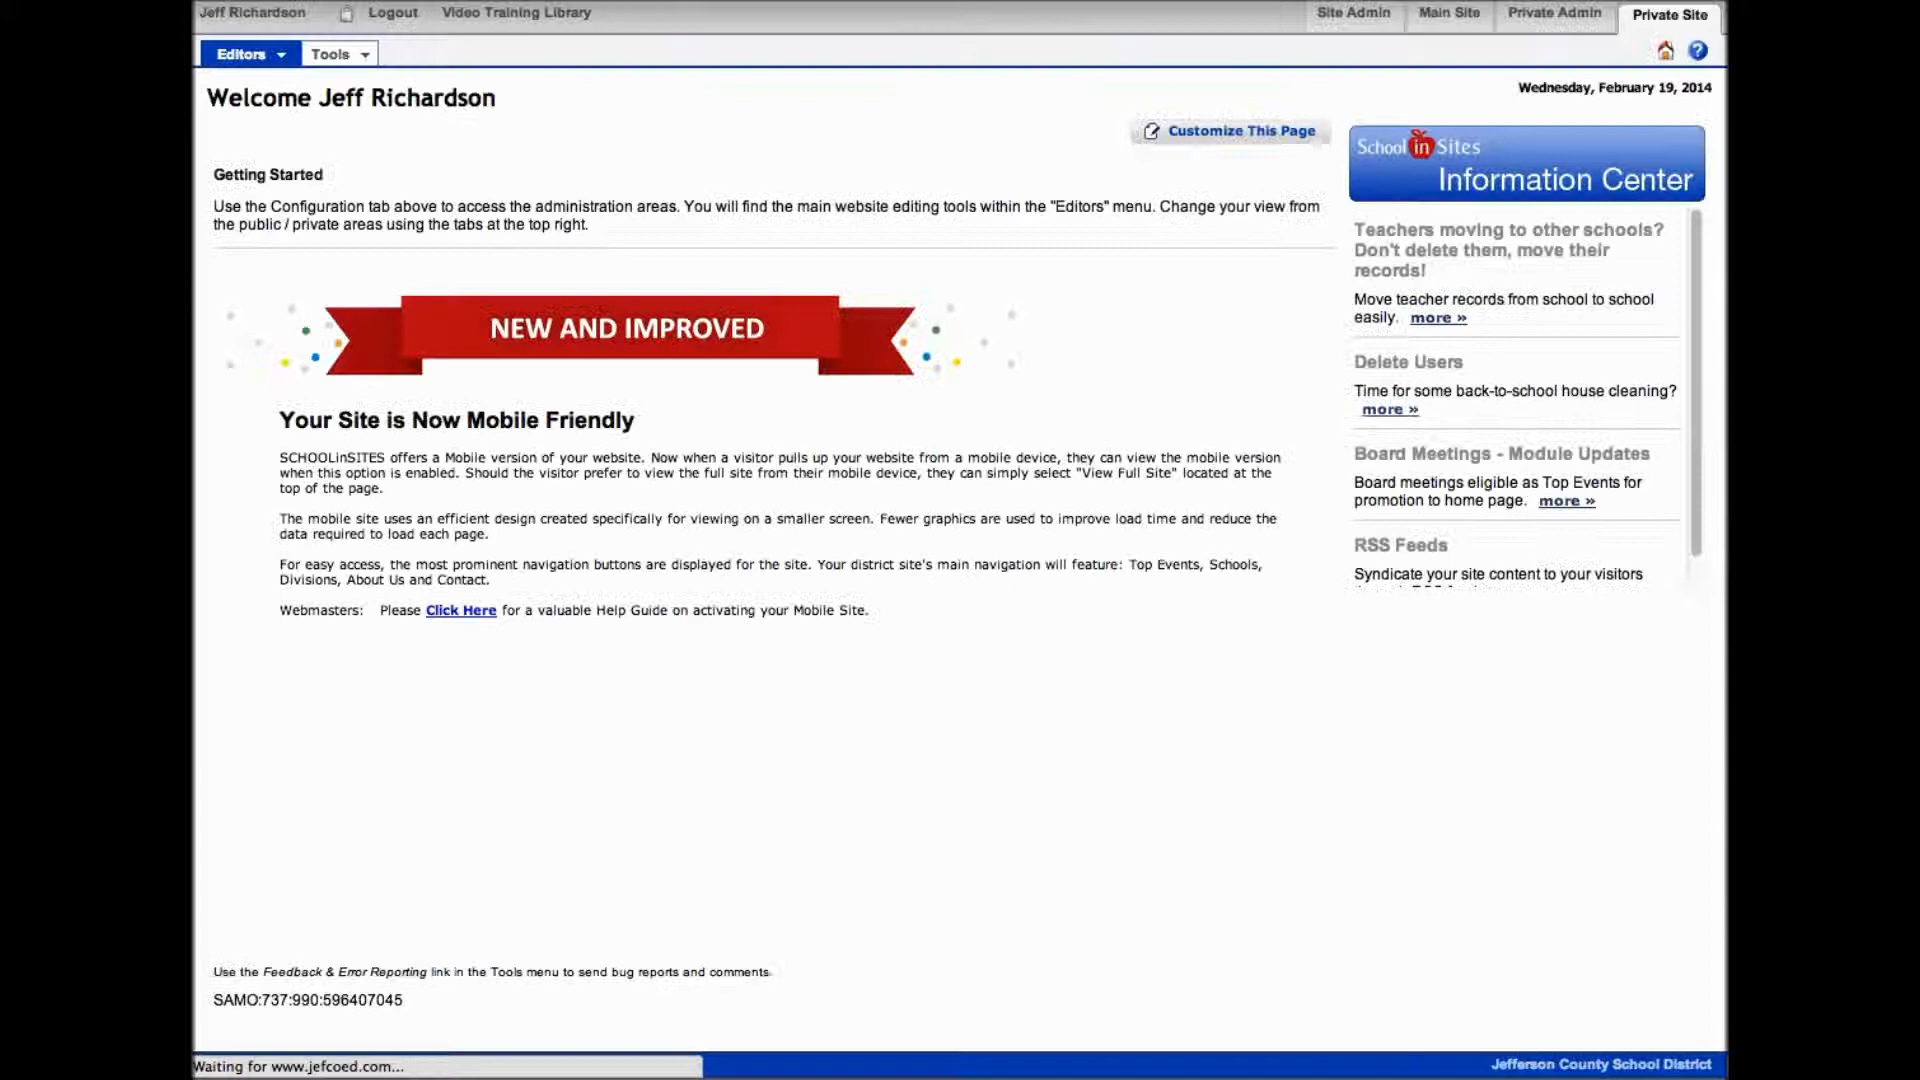 Jeff Richardson Logout Video Training Library Site Admin Main Site Private Admin Private Site
Editors Tools
Welcome Jeff Richardson
Wednesday, February 19, 2014
Customize This Page
Getting Started
Use the Configuration tab above to access the administration areas. You will find the main website editing tools within the "Editors" menu. Change your view from
the public / private areas using the tabs at the top right.
NEW AND IMPROVED
Your Site is Now Mobile Friendly
SCHOOLinSITES offers a Mobile version of your website. Now when a visitor pulls up your website from a mobile device, they can view the mobile version
when this option is enabled. Should the visitor prefer to view the full site from their mobile device, they can simply select "View Full Site" located at the
top of the page.
The mobile site uses an efficient design created specifically for viewing on a smaller screen. Fewer graphics are used to improve load time and reduce the
data required to load each page.
For easy access, the most prominent navigation buttons are displayed for the site. Your district site's main navigation will feature: Top Events, Schools,
Divisions, About Us and Contact.
Webmasters: Please Click Here for a valuable Help Guide on activating your Mobile Site.
School in Sites
Information Center
Teachers moving to other schools?
Don't delete them, move their
records!
Move teacher records from school to school
easily. more »
Delete Users
Time for some back-to-school house cleaning?
more »
Board Meetings - Module Updates
Board meetings eligible as Top Events for
promotion to home page. more »
RSS Feeds
Syndicate your site content to your visitors
Use the Feedback & Error Reporting link in the Tools menu to send bug reports and comments.
SAMO:737:990:596407045
Waiting for www.jefcoed.com...
Jefferson County School District